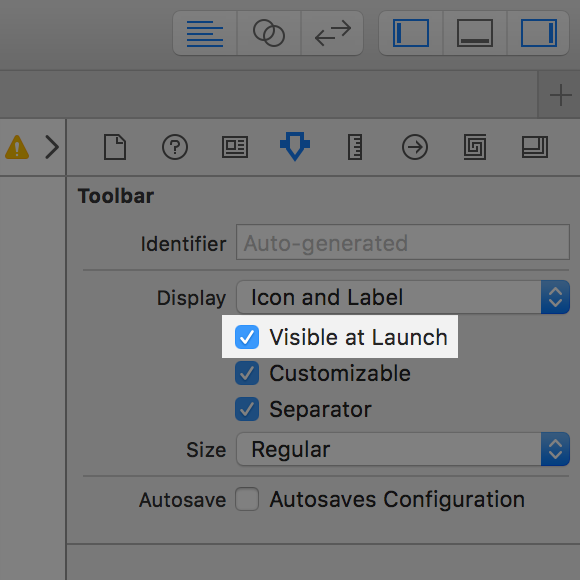 Toolbar
Identifier Auto-generated
Display Icon and Label
Visible at Launch
Customizable
Separator
Size Regular
Autosave Autosaves Configuration